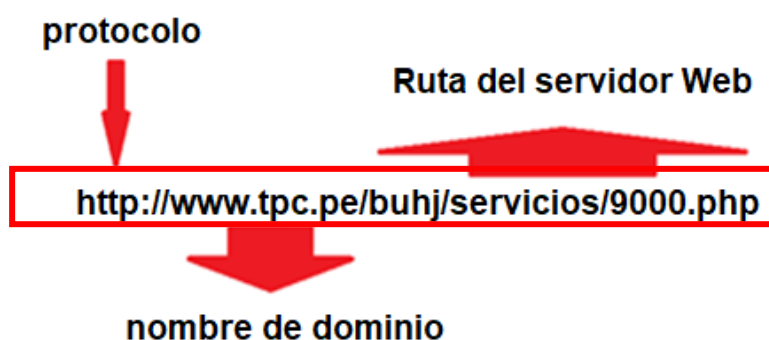 protocolo
Ruta del servidor Web
http://www.tpc.pe/buhj/servicios/9000.php
nombre de dominio